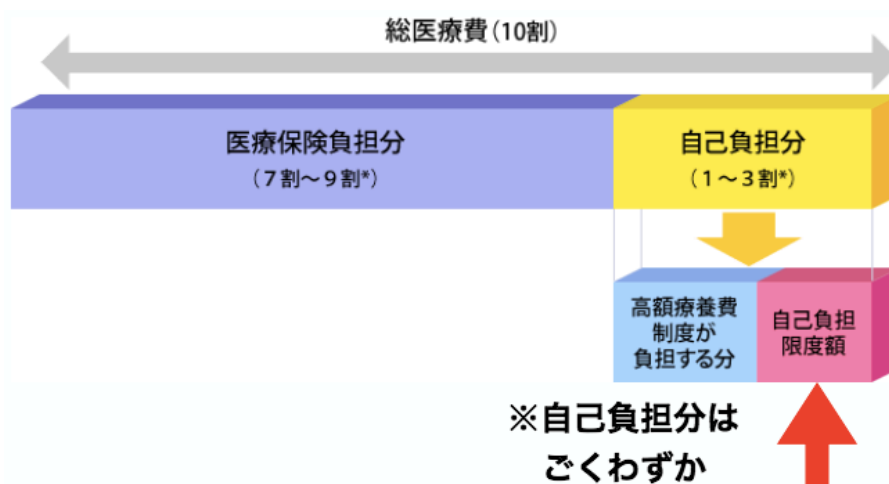 総医療費（10割）
医療保険負担分
（7割～9割*）
自己負担分
（1～3割*）
高額療養費
制度が
負担する分
自己負担
限度額
※自己負担分は
ごくわずか